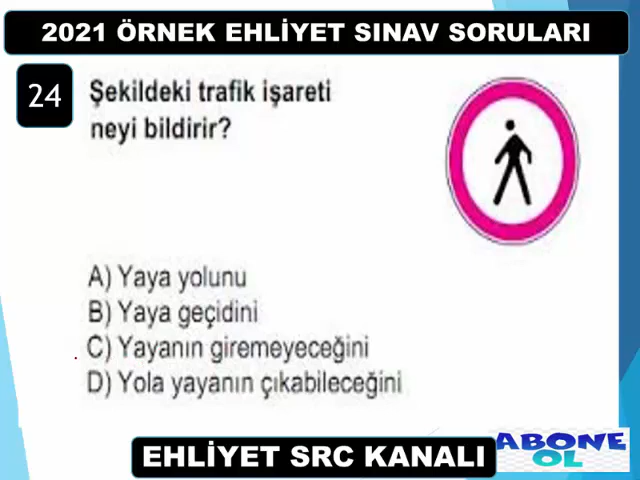 2021 ÖRNEK EHLİYET SINAV SORULARI
24
Şekildeki trafik işareti
neyi bildirir?
A) Yaya yolunu
B) Yaya geçidini
C) Yayanın giremeyeceğini
D) Yola yayanın çıkabileceğini
EHLİYET SRC KANALI
ABONE
OL